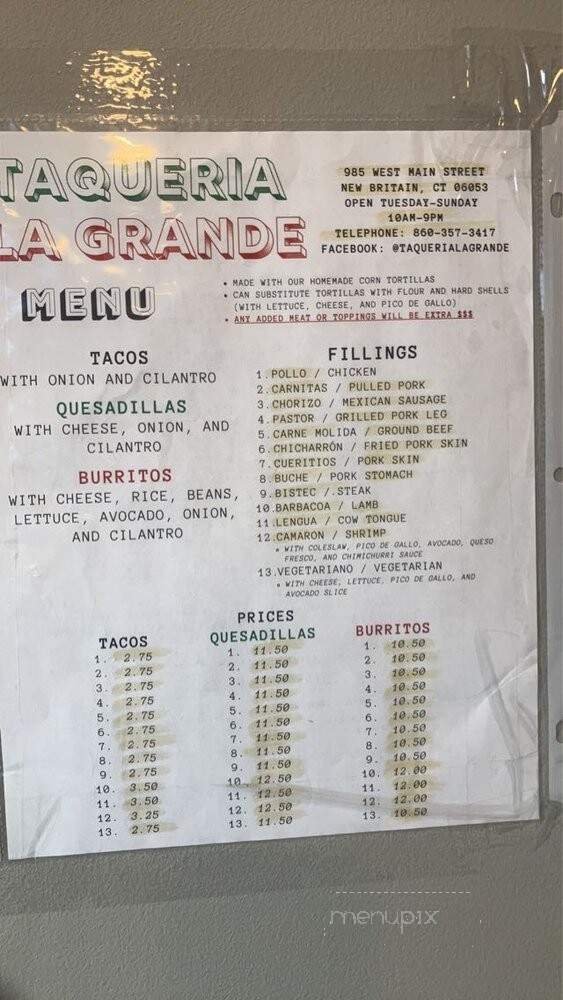 TAQUERIA
LA GRANDE
MENU
985 WEST MAIN STREET
NEW BRITAIN, CT 06053
OPEN TUESDAY-SUNDAY
10AM-9PM
TELEPHONE: 860-357-3417
FACEBOOK: @TAQUERIALAGRANDE
• MADE WITH OUR HOMEMADE CORN TORTILLAS
• CAN SUBSTITUTE TORTILLAS WITH FLOUR AND HARD SHELLS
(WITH LETTUCE, CHEESE, AND PICO DE GALLO)
• ANY ADDED MEAT OR TOPPINGS WILL BE EXTRA $$$
TACOS
WITH ONION AND CILANTRO
QUESADILLAS
WITH CHEESE, ONION, AND
CILANTRO
BURRITOS
WITH CHEESE, RICE, BEANS,
LETTUCE, AVOCADO, ONION,
AND CILANTRO
FILLINGS
1. POLLO / CHICKEN
2. CARNITAS / PULLED PORK
3. CHORIZO / MEXICAN SAUSAGE
4. PASTOR / GRILLED PORK LEG
5. CARNE MOLIDA / GROUND BEEF
6. CHICHARRÓN / FRIED PORK SKIN
7. CUERITIOS / PORK SKIN
8. BUCHE / PORK STOMACH
9. BISTEC / STEAK
10. BARBACOA / LAMB
11. LENGUA / COW TONGUE
12. CAMARON / SHRIMP
• WITH COLESLAW, PICO DE GALLO, AVOCADO, QUESO
FRESCO, AND CHIMICHURRI SAUCE
13. VEGETARIANO / VEGETARIAN
• WITH CHEESE, LETTUCE, PICO DE GALLO, AND
AVOCADO SLICE
PRICES
TACOS
1. 2.75
2. 2.75
3. 2.75
4. 2.75
5. 2.75
6. 2.75
7. 2.75
8. 2.75
9. 2.75
10. 3.50
11. 3.50
12. 3.25
13. 2.75
QUESADILLAS
1. 11.50
2. 11.50
3. 11.50
4. 11.50
5. 11.50
6. 11.50
7. 11.50
8. 11.50
9. 11.50
10. 12.50
11. 12.50
12. 12.50
13. 11.50
BURRITOS
1. 10.50
2. 10.50
3. 10.50
4. 10.50
5. 10.50
6. 10.50
7. 10.50
8. 10.50
9. 10.50
10. 12.00
11. 12.00
12. 12.00
13. 10.50
menupix